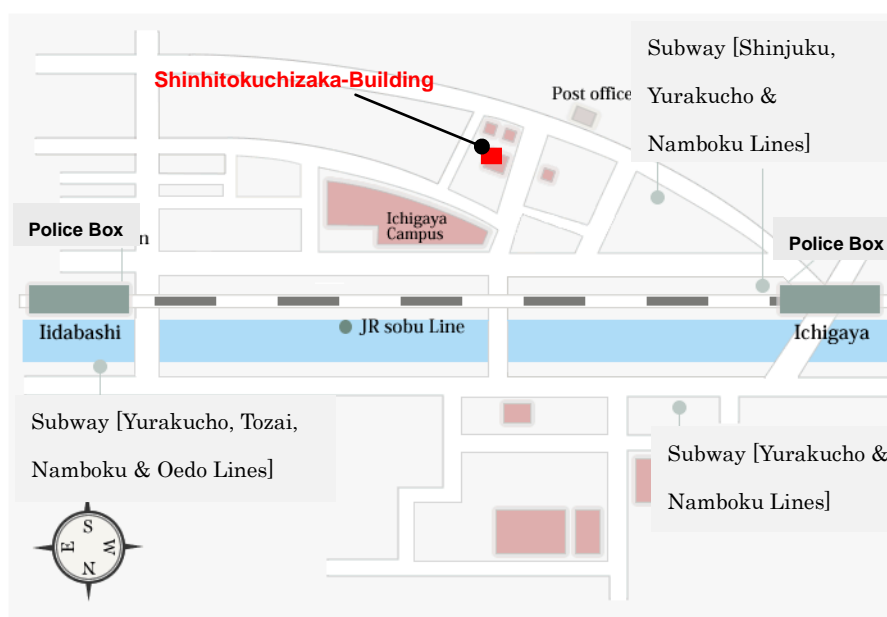 Subway [Shinjuku,
Yurakucho &
Namboku Lines]
Shinhitokuchizaka-Building
Post office
Ichigaya
Campus
Police Box
n
Police Box
Iidabashi
JR sobu Line
Ichigaya
Subway [Yurakucho, Tozai,
Namboku & Oedo Lines]
Subway [Yurakucho &
Namboku Lines]
S
E
W
N